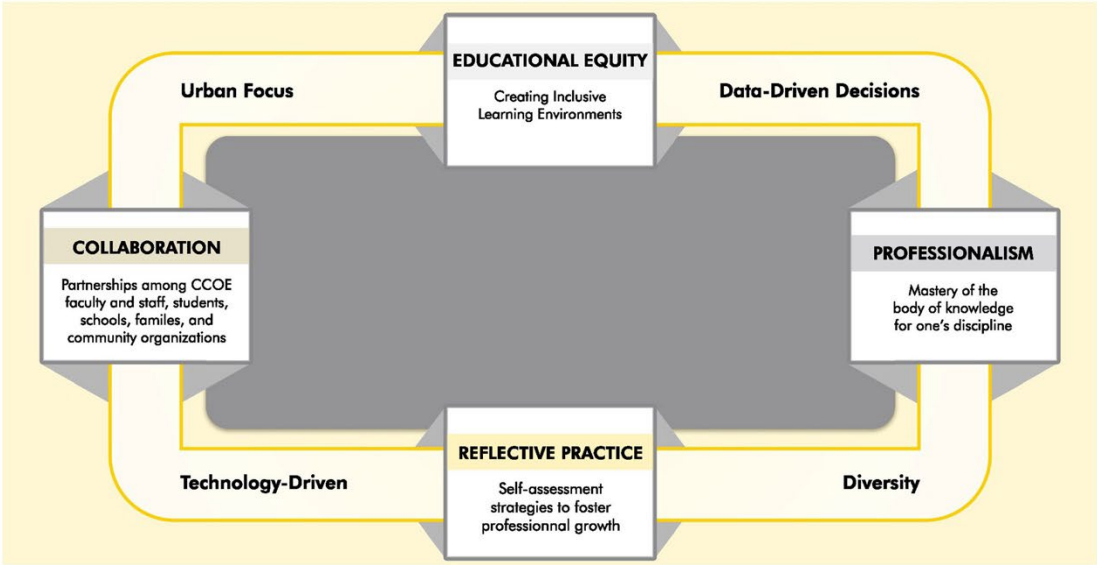 EDUCATIONAL EQUITY
Creating Inclusive
Learning Environments
Urban Focus
Data-Driven Decisions
COLLABORATION
Partnerships among CCOE
faculty and staff, students,
schools, familes, and
community organizations
PROFESSIONALISM
Mastery of the
body of knowledge
for one's discipline
REFLECTIVE PRACTICE
Self-assessment
strategies to foster
professionnal growth
Technology-Driven
Diversity